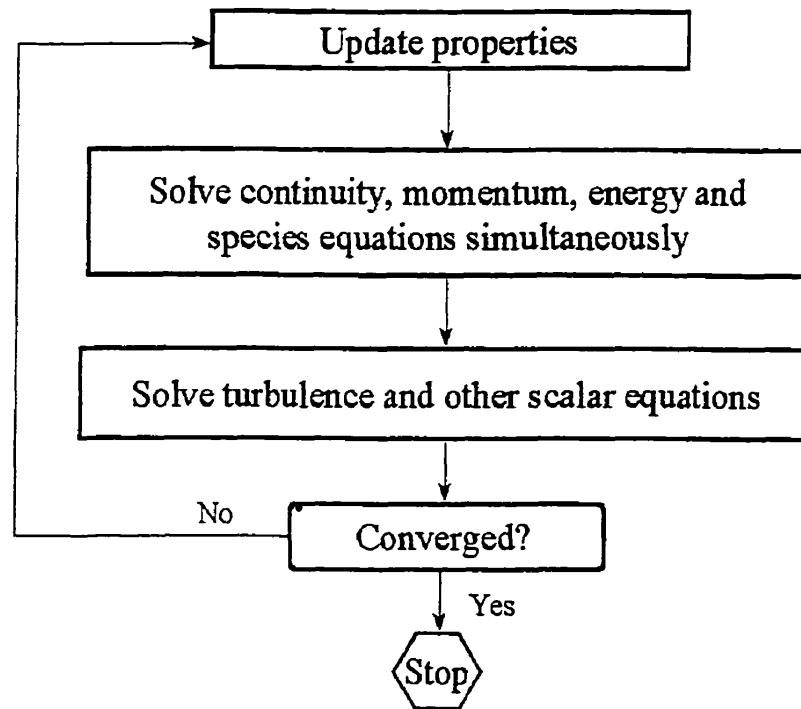 Update properties
Solve continuity, momentum, energy and
species equations simultaneously
Solve turbulence and other scalar equations
No
Converged?
Yes
Stop